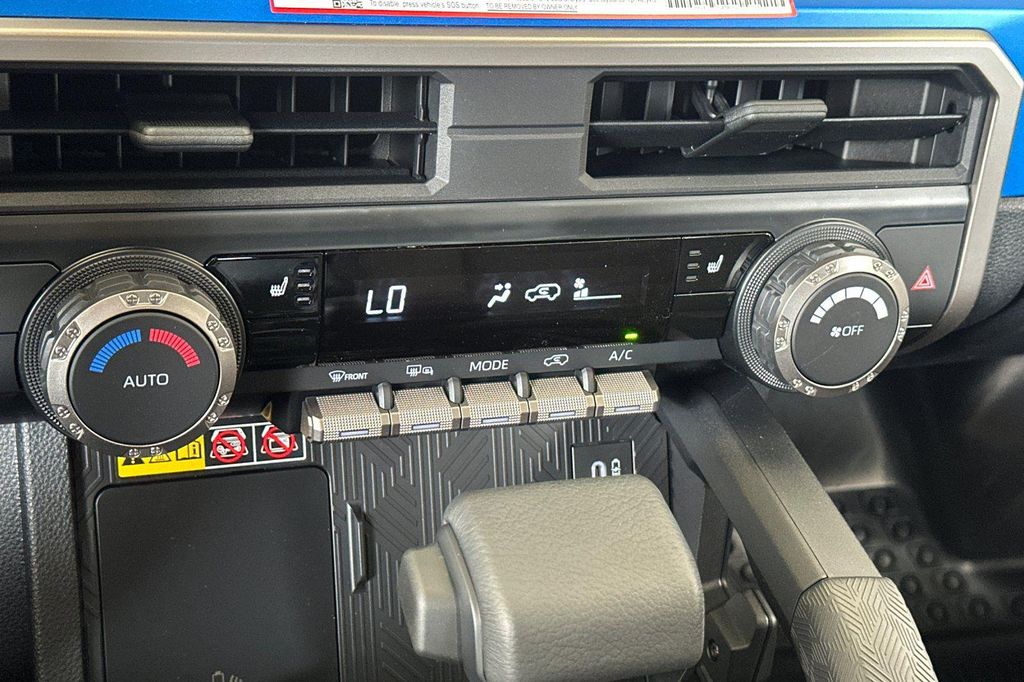 To disable, press vehicle's SOS button
TO BE REMOVED BY OWNER ONLY
LO
FRONT
MODE
A/C
AUTO
OFF